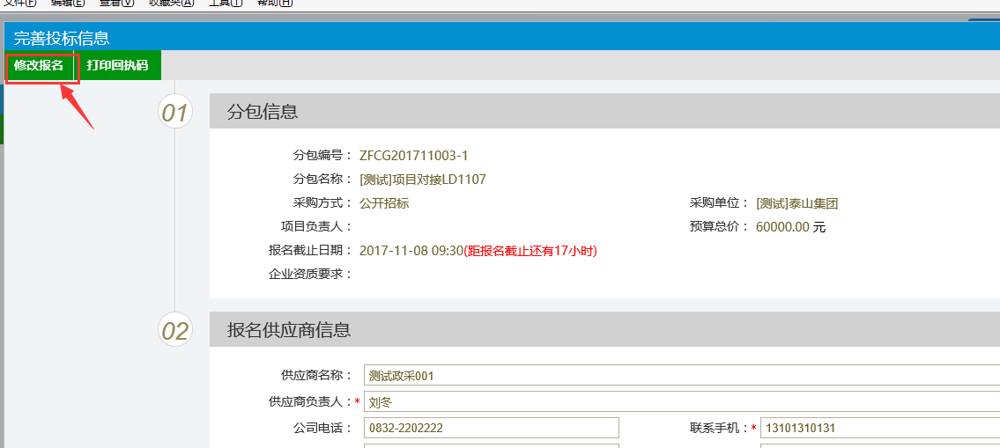 文件(F) 编辑(E) 查看(V) 收藏夹(A) 工具(T) 帮助(H)
完善投标信息
修改报名 打印回执码
01 分包信息
分包编号： ZFCG201711003-1
分包名称： [测试]项目对接LD1107
采购方式： 公开招标 采购单位： [测试]泰山集团
项目负责人： 预算总价： 60000.00 元
报名截止日期： 2017-11-08 09:30(距报名截止还有17小时)
企业资质要求：
02 报名供应商信息
供应商名称： 测试政采001
供应商负责人：* 刘冬
公司电话： 0832-2202222 联系手机：* 13101310131